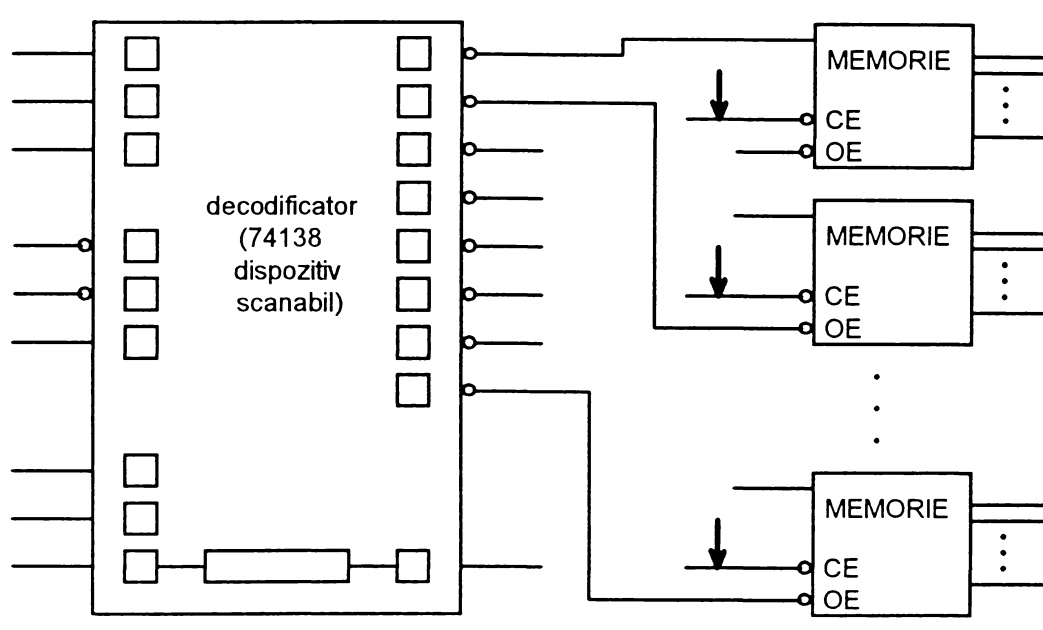 decodificator
(74138
dispozitiv
scanabil)
MEMORIE
CE
OE
MEMORIE
CE
OE
MEMORIE
CE
OE